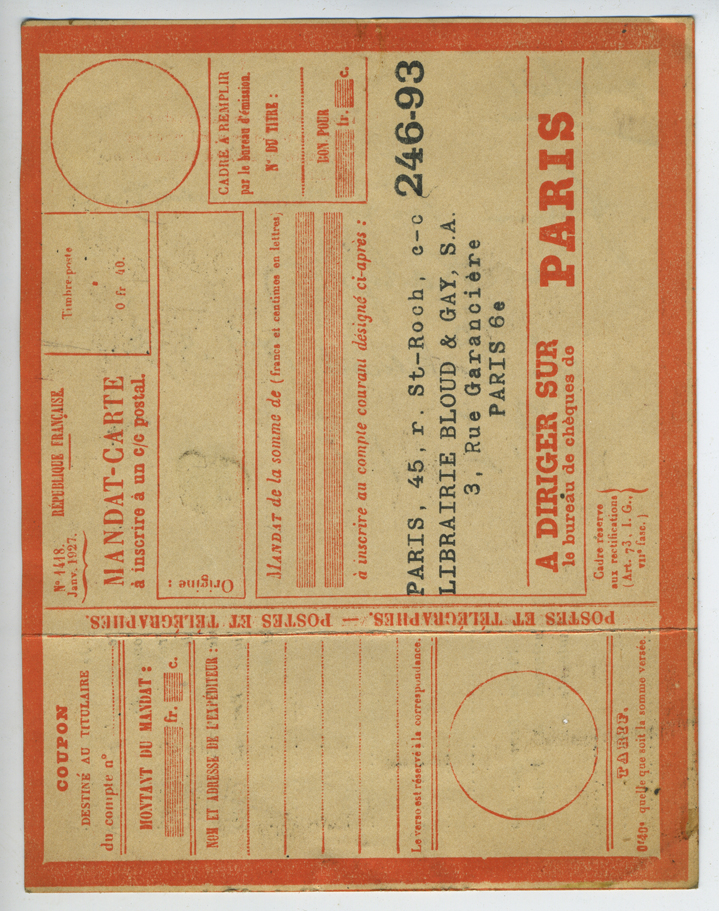 COUPON
DESTINÉ AU TITULAIRE
du compte n°
MONTANT DU MANDAT :
fr. c.
NOM ET ADRESSE DE L'EXPÉDITEUR :
Le verso est réservé à la correspondance.
TARIF.
0f40c quelle que soit la somme versée.
POSTES ET TÉLÉGRAPHES. — POSTES ET TÉLÉGRAPHES.
N° 1418.
Janv. 1927.
RÉPUBLIQUE FRANÇAISE.
MANDAT-CARTE
à inscrire à un c/c postal.
Timbre-poste
à
0 fr 40.
Origine :
CADRE A REMPLIR
par le bureau d'émission.
N° DU TITRE :
BON POUR
fr. c.
MANDAT de la somme de (francs et centimes en lettres)
à inscrire au compte courant désigné ci-après :
PARIS, 45, r. St-Roch, c-c 246-93
LIBRAIRIE BLOUD & GAY, S.A.
3, Rue Garancière
PARIS 6e
A DIRIGER SUR
le bureau de chèques de
PARIS
Cadre réservé
aux rectifications
(Art. 73, I. G.,
VIIe fasc.)